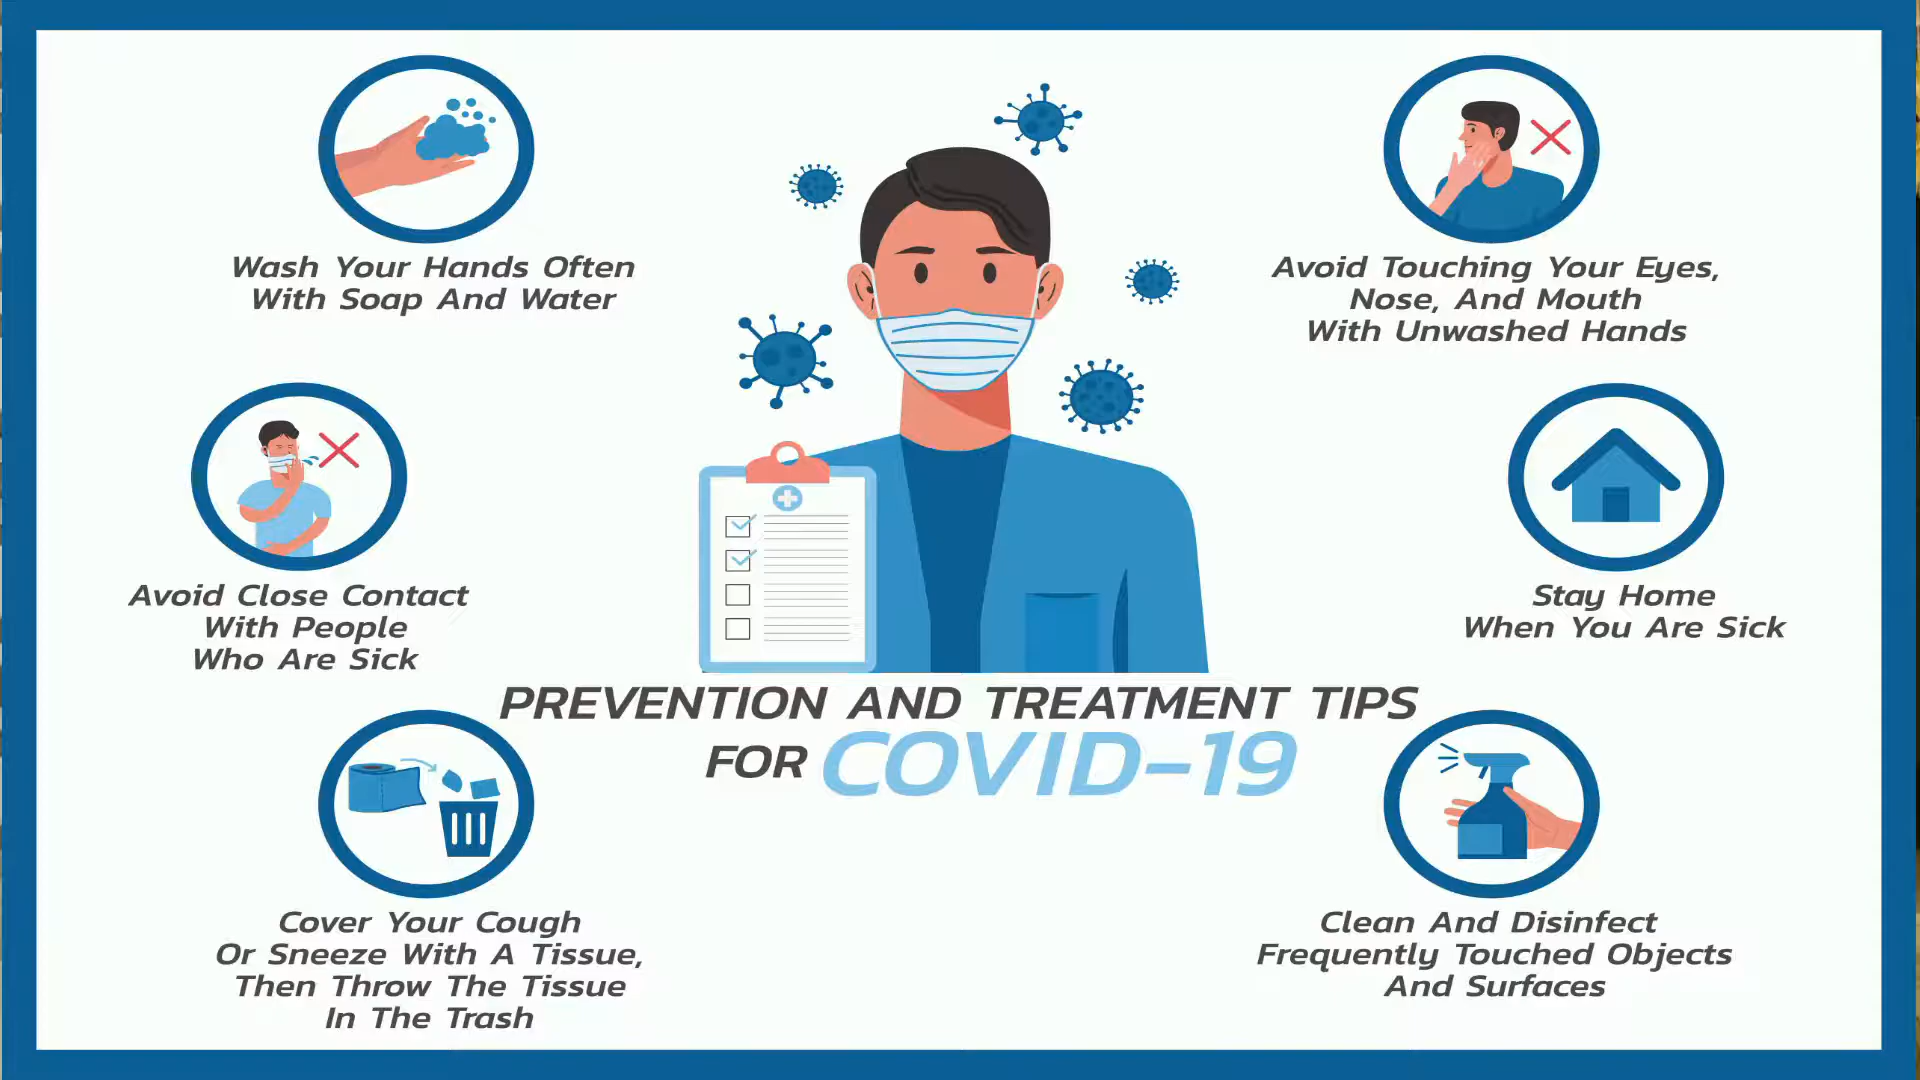 Wash Your Hands Often
With Soap And Water
Avoid Touching Your Eyes,
Nose, And Mouth
With Unwashed Hands
Avoid Close Contact
With People
Who Are Sick
Stay Home
When You Are Sick
PREVENTION AND TREATMENT TIPS
FOR COVID-19
Cover Your Cough
Or Sneeze With A Tissue,
Then Throw The Tissue
In The Trash
Clean And Disinfect
Frequently Touched Objects
And Surfaces